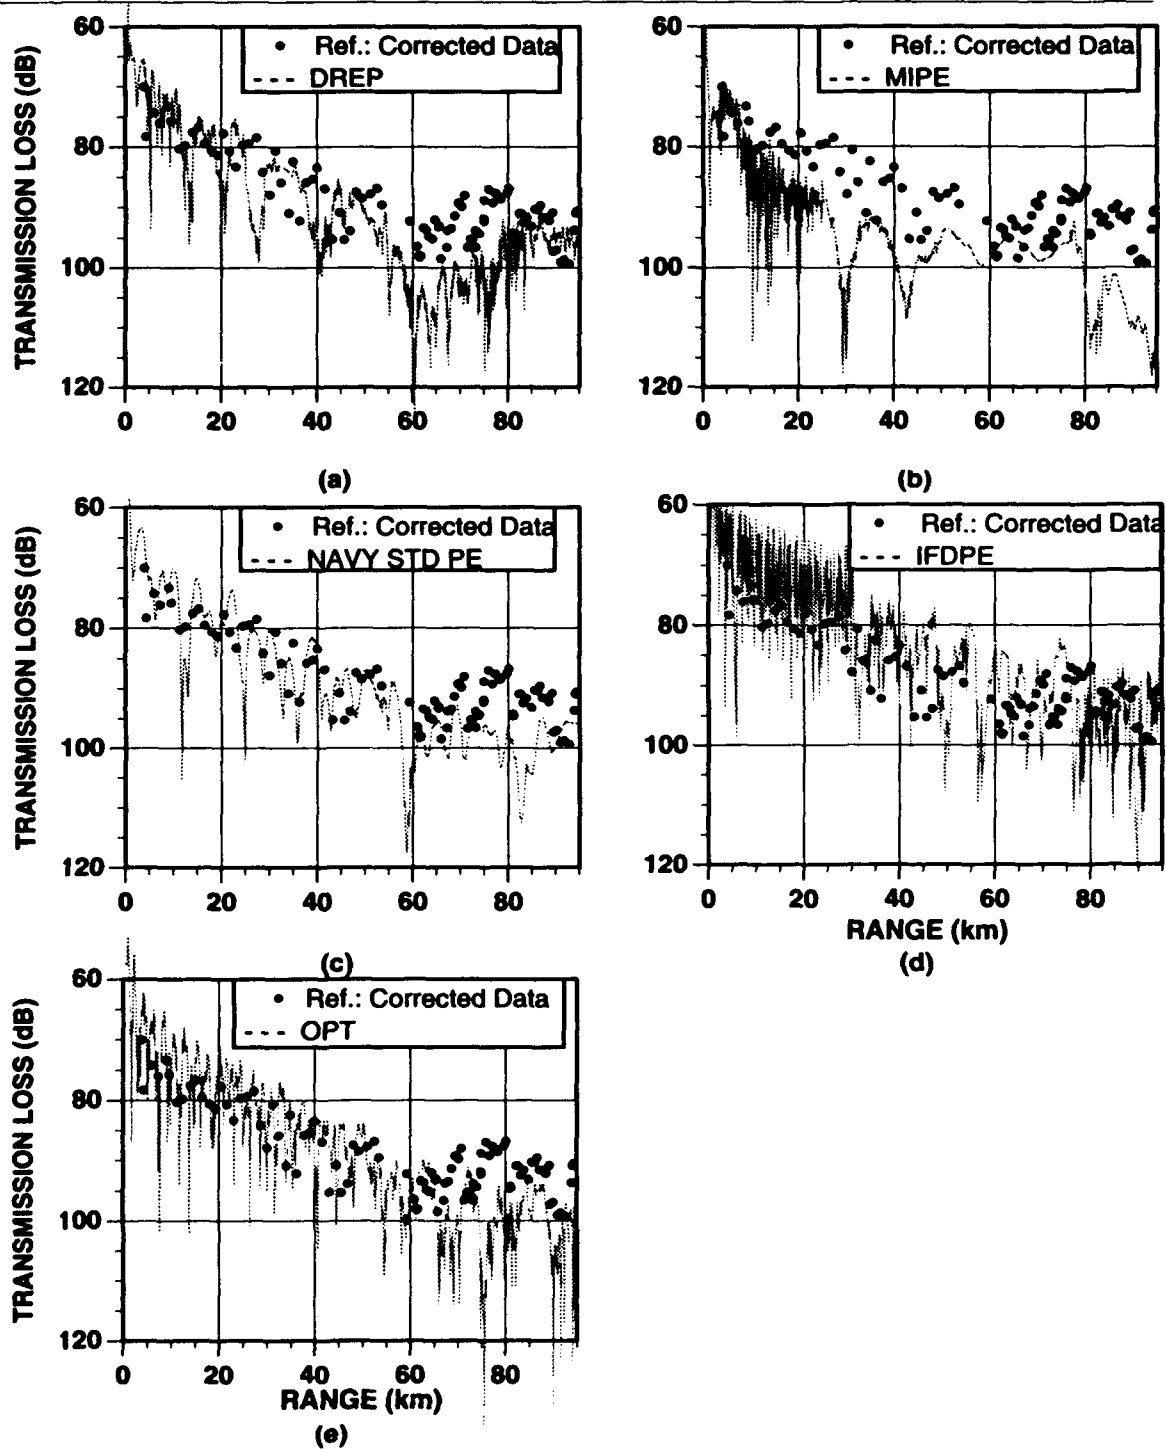 TRANSMISSION LOSS (dB)
60
80
100
120
Ref.: Corrected Data
DREP
0 20 40 60 80
(a)
60
80
100
120
Ref.: Corrected Data
MIPE
0 20 40 60 80
(b)
TRANSMISSION LOSS (dB)
60
80
100
120
Ref.: Corrected Data
NAVY STD PE
0 20 40 60 80
(c)
60
80
100
120
Ref.: Corrected Data
IFDPE
0 20 40 60 80
RANGE (km)
(d)
TRANSMISSION LOSS (dB)
60
80
100
120
Ref.: Corrected Data
OPT
0 20 40 60 80
RANGE (km)
(e)